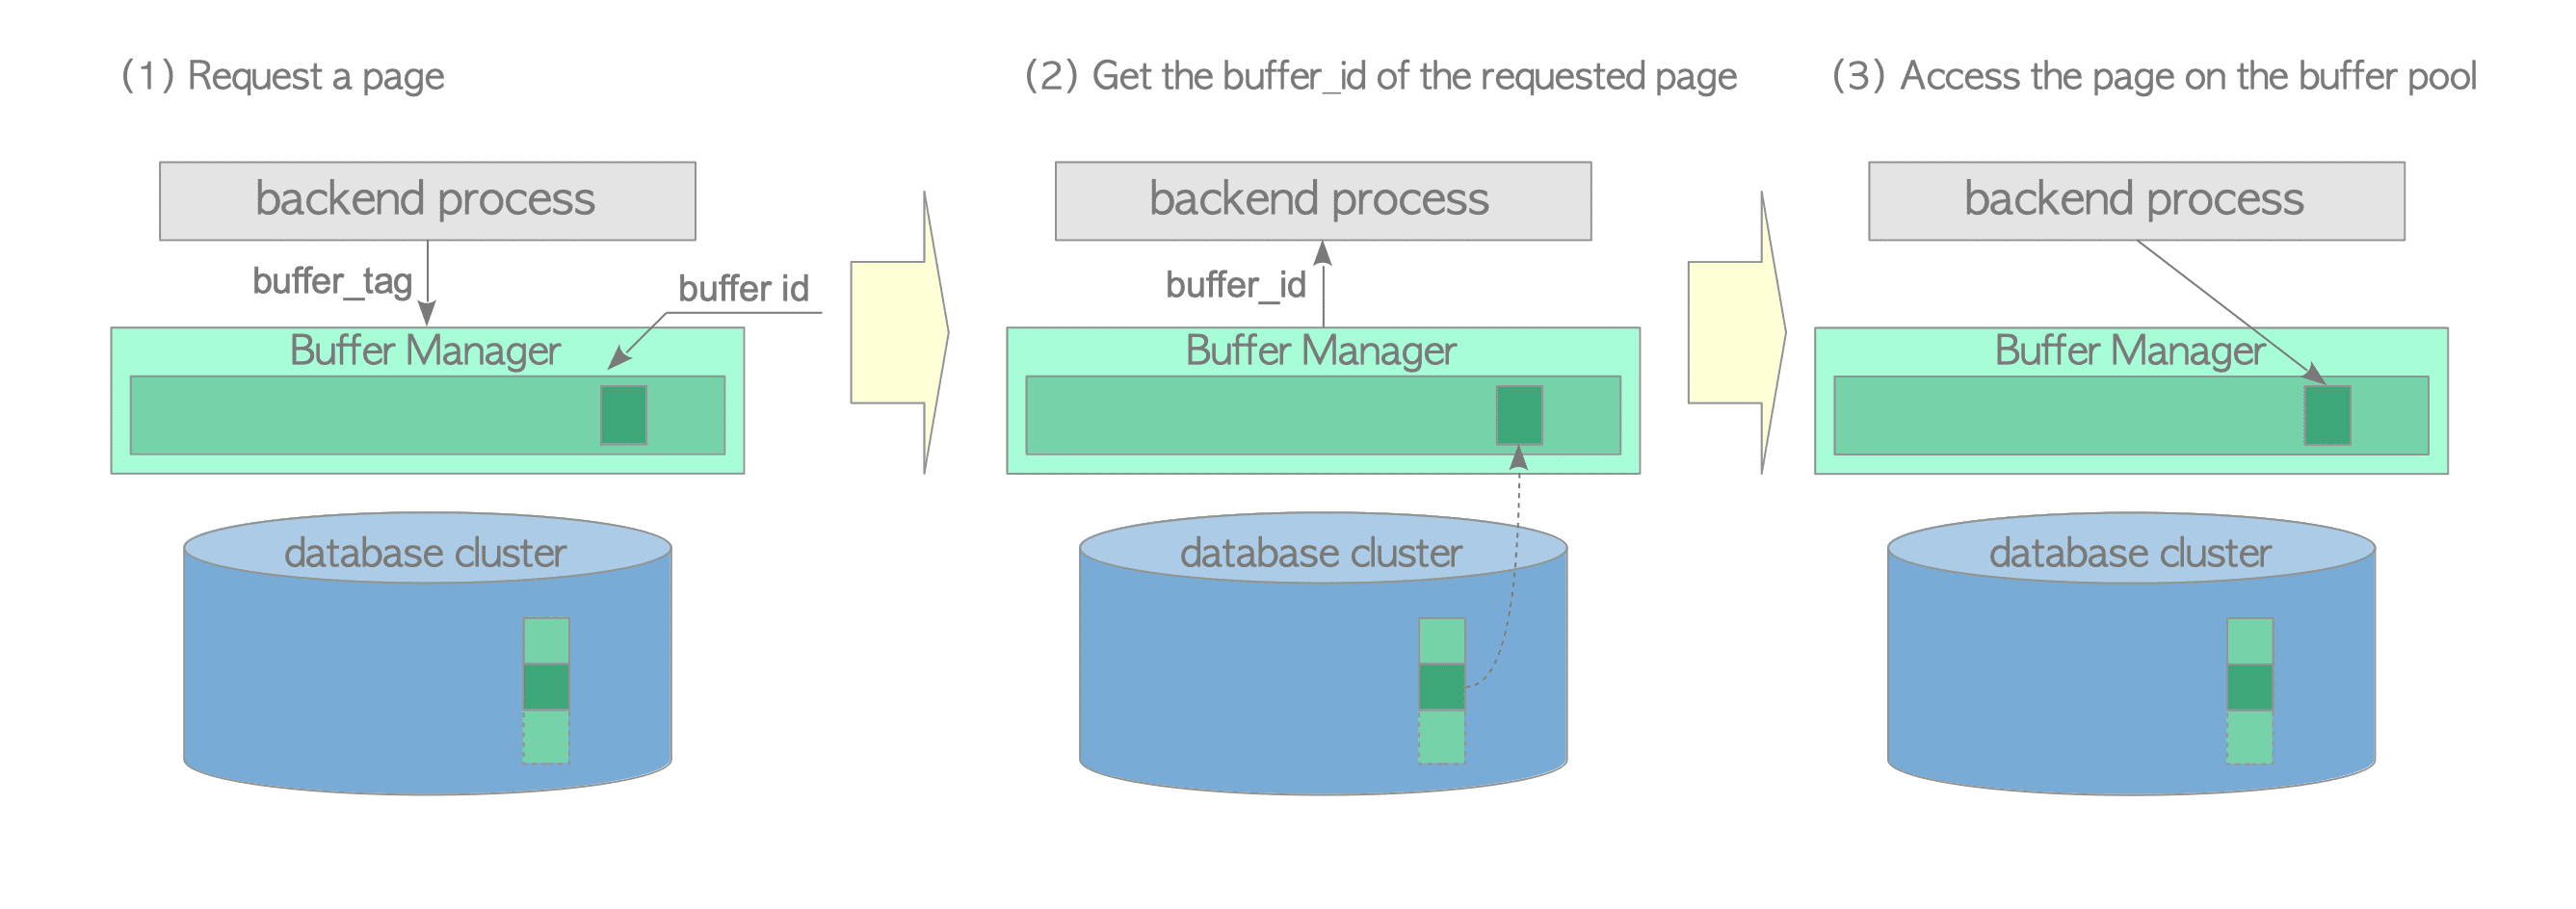 (1) Request a page
backend process
buffer_tag
buffer id
Buffer Manager
database cluster
(2) Get the buffer_id of the requested page
backend process
buffer_id
Buffer Manager
database cluster
(3) Access the page on the buffer pool
backend process
Buffer Manager
database cluster